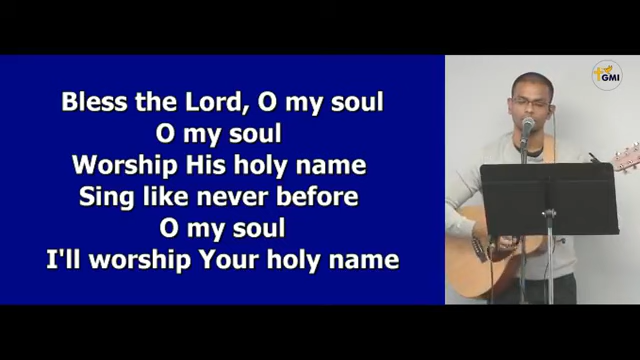 Bless the Lord, O my soul
O my soul
Worship His holy name
Sing like never before
O my soul
I'll worship Your holy name
GMI